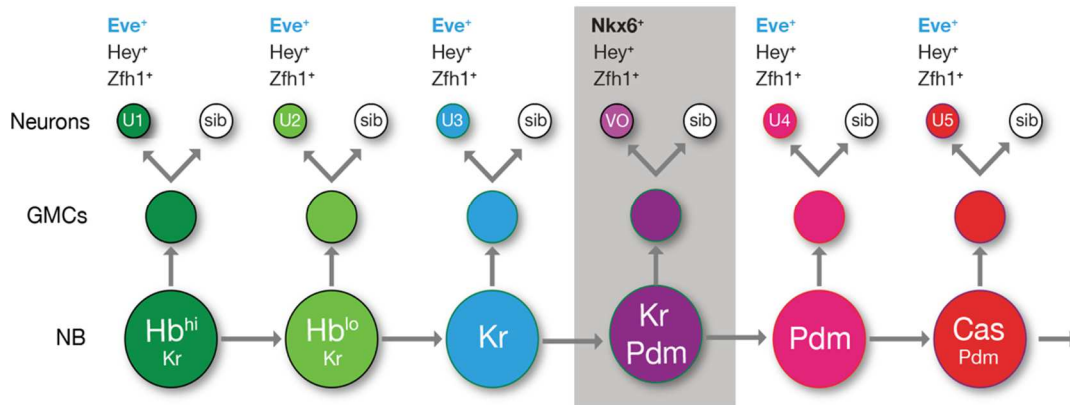 Eve⁺ Eve⁺ Eve⁺ Nkx6⁺ Eve⁺ Eve⁺
Hey⁺ Hey⁺ Hey⁺ Hey⁺ Hey⁺ Hey⁺
Zfh1⁺ Zfh1⁺ Zfh1⁺ Zfh1⁺ Zfh1⁺ Zfh1⁺
Neurons U1 sib U2 sib U3 sib VO sib U4 sib U5 sib
GMCs
NB Hbʰⁱ Kr Hbˡᵒ Kr Kr Kr Pdm Pdm Cas Pdm